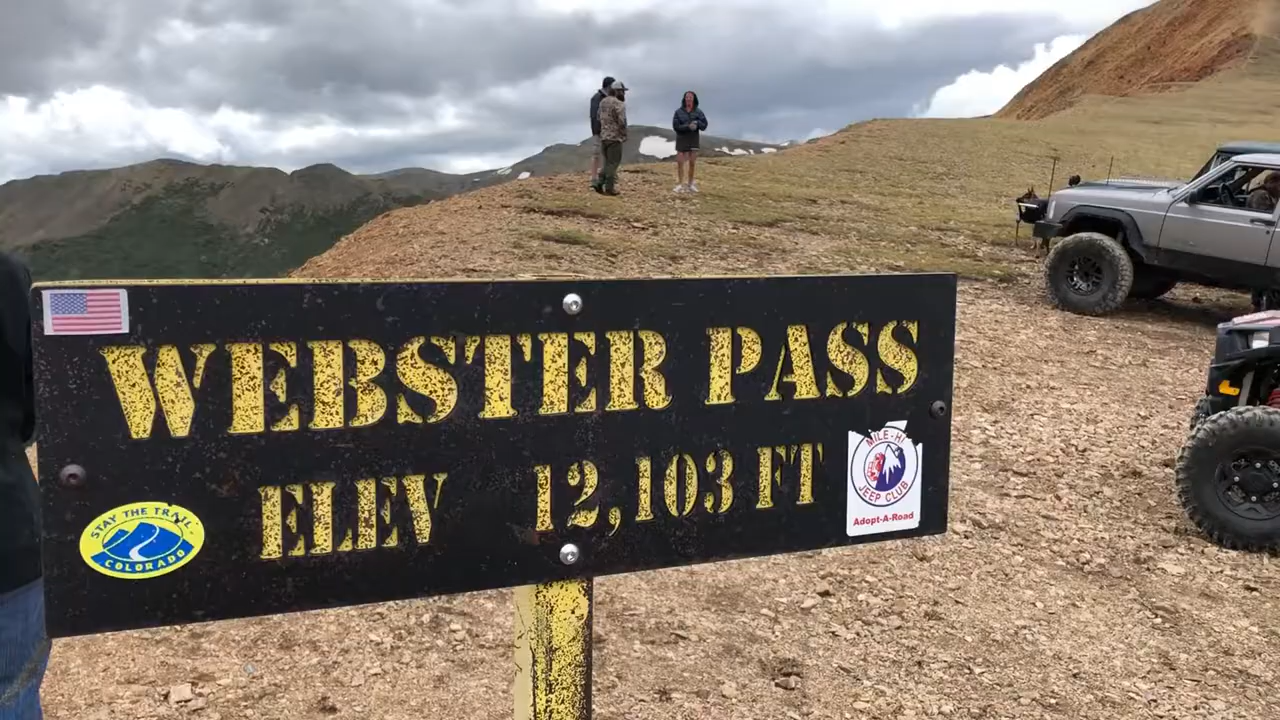 WEBSTER PASS
ELEV 12,103 FT
STAY THE TRAIL
COLORADO
MILE-HI
JEEP CLUB
Adopt-A-Road